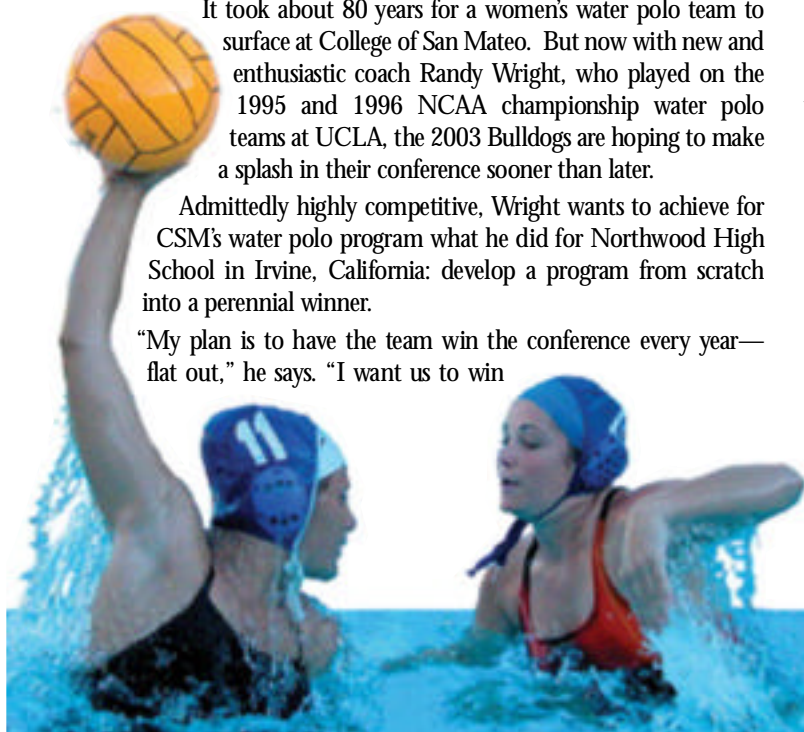 It took about 80 years for a women's water polo team to
surface at College of San Mateo.  But now with new and
enthusiastic coach Randy Wright, who played on the
1995 and 1996 NCAA championship water polo
teams at UCLA, the 2003 Bulldogs are hoping to make
a splash in their conference sooner than later.
Admittedly highly competitive, Wright wants to achieve for
CSM's water polo program what he did for Northwood High
School in Irvine, California: develop a program from scratch
into a perennial winner.
“My plan is to have the team win the conference every year—
flat out,” he says. “I want us to win
11